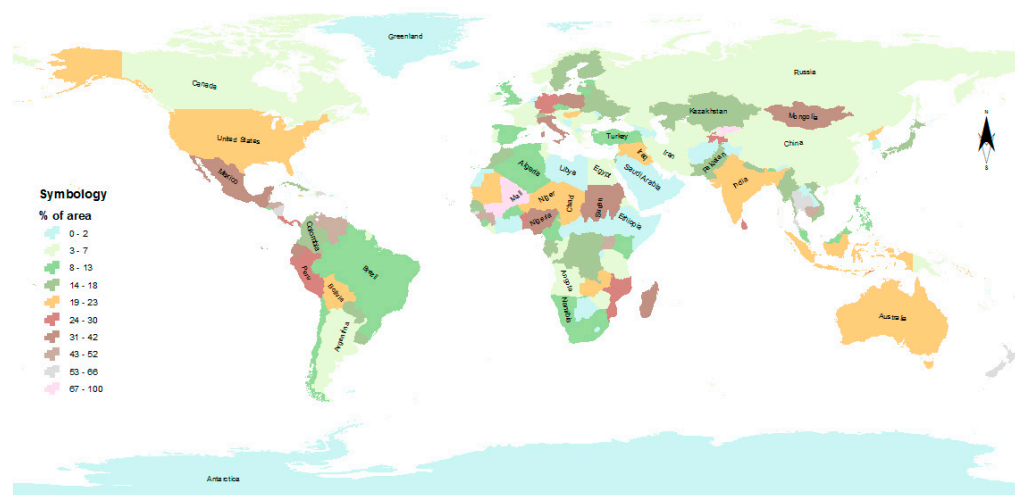 Greenland
Canada
Russia
United States
Kazakhstan
Mongolia
Turkey
China
Iraq
Iran
Pakistan
Algeria
Libya
Egypt
Saudi Arabia
India
Mexico
Mali
Niger
Chad
Sudan
Nigeria
Ethiopia
Colombia
Brazil
Peru
Bolivia
Angola
Namibia
Argentina
Australia
Antarctica
N
S
Symbology
% of area
0 - 2
3 - 7
8 - 13
14 - 18
19 - 23
24 - 30
31 - 42
43 - 52
53 - 66
67 - 100